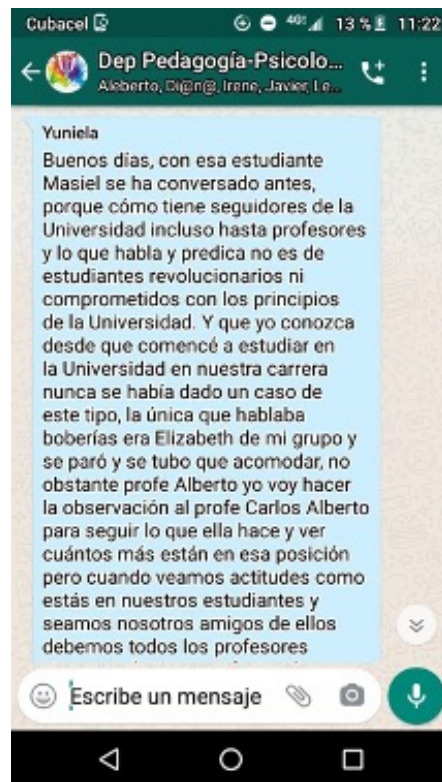 Cubacel 4G 13 % 11:22
Dep Pedagogía-Psicolo...
Aleberto, Di@n@, Irene, Javier, Le...
Yuniela
Buenos días, con esa estudiante
Masiel se ha conversado antes,
porque cómo tiene seguidores de la
Universidad incluso hasta profesores
y lo que habla y predica no es de
estudiantes revolucionarios ni
comprometidos con los principios
de la Universidad. Y que yo conozca
desde que comencé a estudiar en
la Universidad en nuestra carrera
nunca se había dado un caso de
este tipo, la única que hablaba
boberías era Elizabeth de mi grupo y
se paró y se tubo que acomodar, no
obstante profe Alberto yo voy hacer
la observación al profe Carlos Alberto
para seguir lo que ella hace y ver
cuántos más están en esa posición
pero cuando veamos actitudes como
estás en nuestros estudiantes y
seamos nosotros amigos de ellos
debemos todos los profesores
Escribe un mensaje